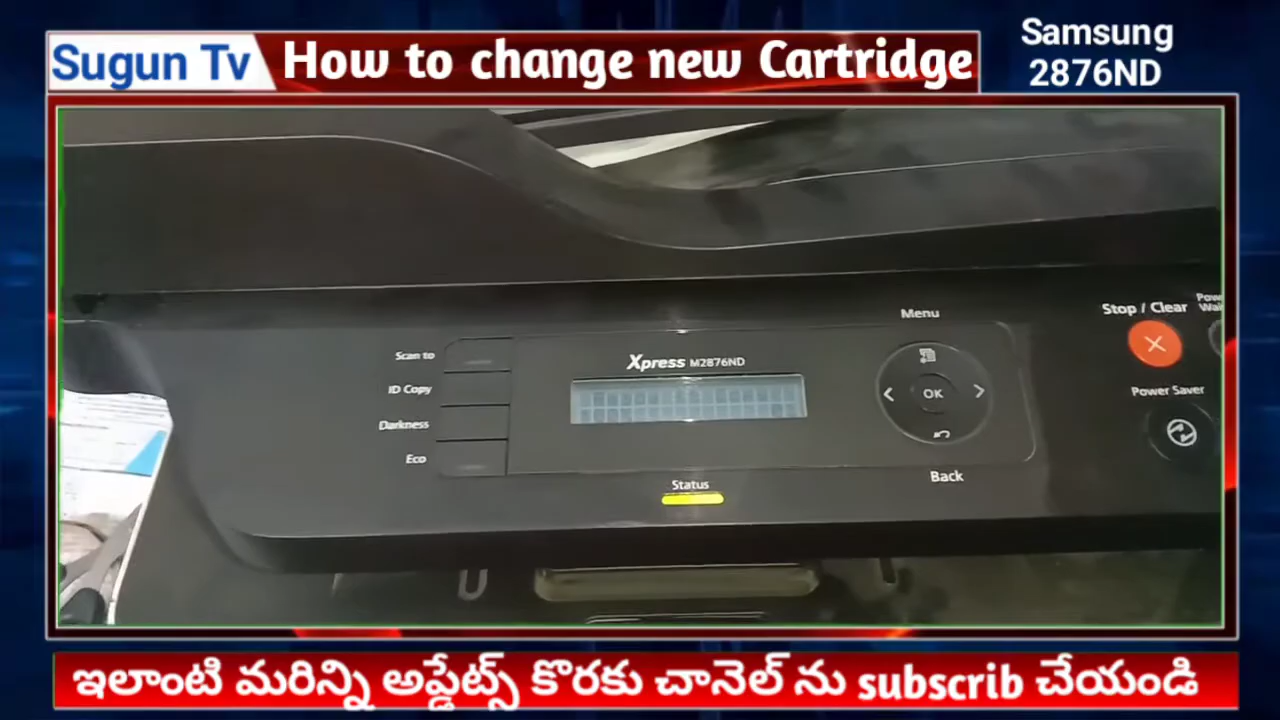 Sugun Tv
How to change new Cartridge
Samsung
2876ND
Stop / Clear
Menu
Scan to
Xpress M2876ND
ID Copy
OK
Power Saver
Darkness
Eco
Back
Status
ఇలాంటి మరిన్ని అప్డేట్స్ కొరకు చానెల్ ను subscrib చేయండి